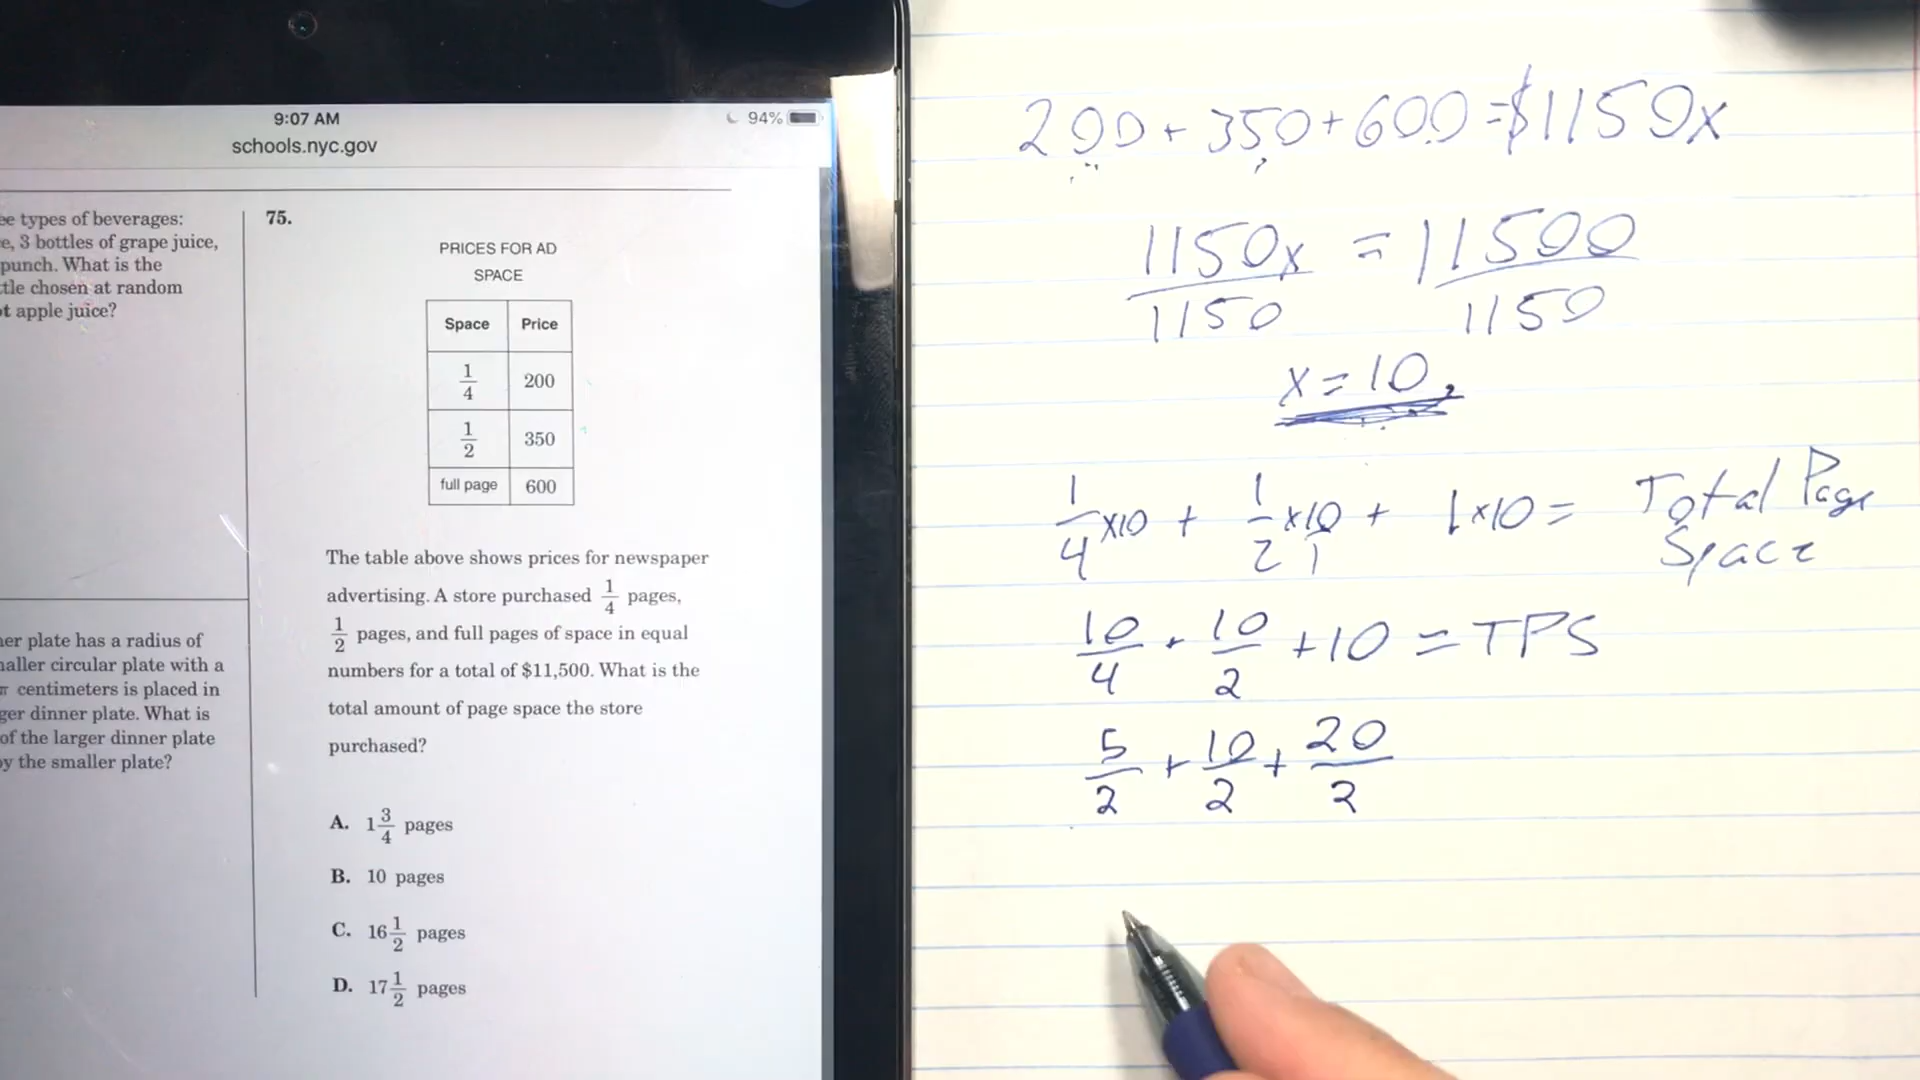 9:07 AM
94%
schools.nyc.gov
ee types of beverages:
e, 3 bottles of grape juice,
punch. What is the
tle chosen at random
t apple juice?
ner plate has a radius of
naller circular plate with a
π centimeters is placed in
ger dinner plate. What is
of the larger dinner plate
by the smaller plate?
75.
PRICES FOR AD
SPACE
Space Price
1/4 200
1/2 350
full page 600
The table above shows prices for newspaper
advertising. A store purchased 1/4 pages,
1/2 pages, and full pages of space in equal
numbers for a total of $11,500. What is the
total amount of page space the store
purchased?
A. 1 3/4 pages
B. 10 pages
C. 16 1/2 pages
D. 17 1/2 pages
200 + 350 + 600 = $1150x
1150x/1150 = 11500/1150
x = 10
1/4 x10 + 1/2 x 10/1 + 1 x10 = Total Page
Space
10/4 + 10/2 + 10 = TPS
5/2 + 10/2 + 20/2